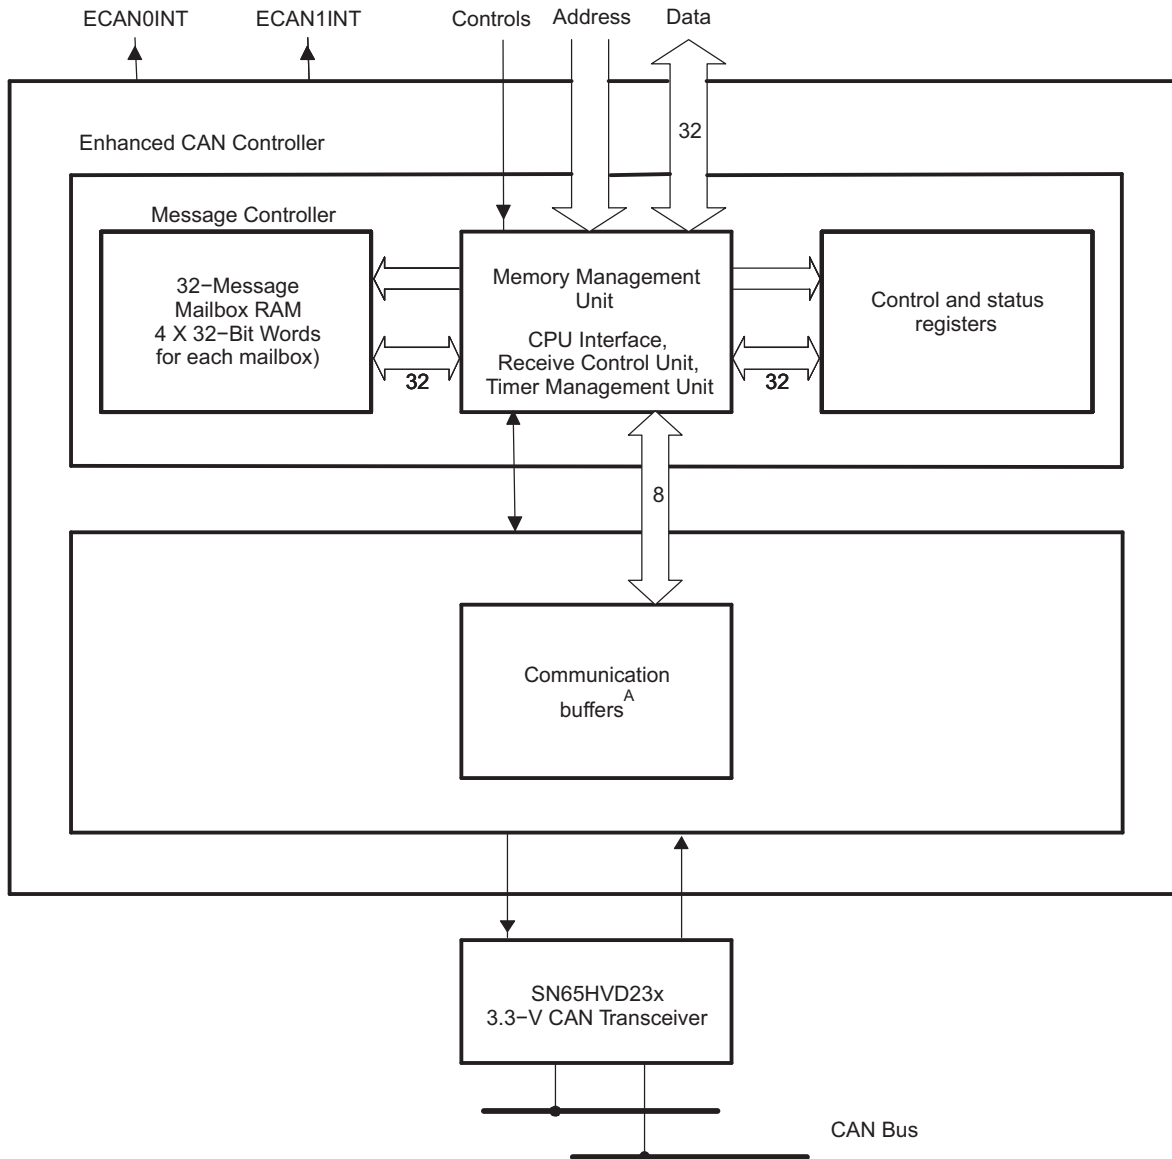 ECAN0INT
ECAN1INT
Controls
Address
Data
32
Enhanced CAN Controller
Message Controller
32−Message
Mailbox RAM
4 X 32−Bit Words
for each mailbox)
Memory Management
Unit
CPU Interface,
Receive Control Unit,
Timer Management Unit
Control and status
registers
32
32
8
Communication
buffers A
SN65HVD23x
3.3−V CAN Transceiver
CAN Bus